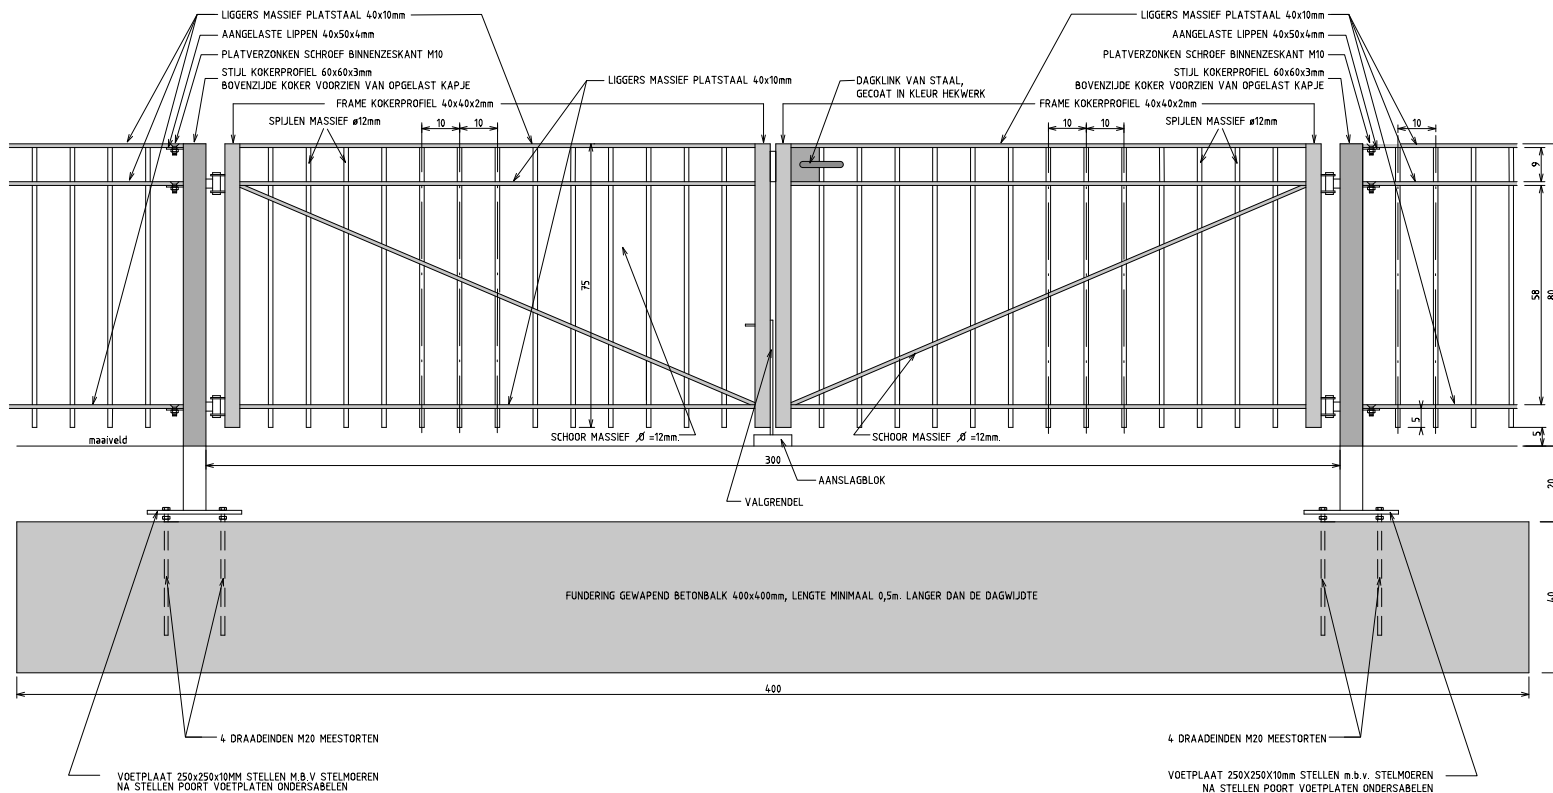 LIGGERS MASSIEF PLATSTAAL 40x10mm
AANGELASTE LIPPEN 40x50x4mm
PLATVERZONKEN SCHROEF BINNENZESKANT M10
STIJL KOKERPROFIEL 60x60x3mm
BOVENZIJDE KOKER VOORZIEN VAN OPGELAST KAPJE
FRAME KOKERPROFIEL 40x40x2mm
SPIJLEN MASSIEF ø12mm
10
10
LIGGERS MASSIEF PLATSTAAL 40x10mm
DAGKLINK VAN STAAL,
GECOAT IN KLEUR HEKWERK
LIGGERS MASSIEF PLATSTAAL 40x10mm
AANGELASTE LIPPEN 40x50x4mm
PLATVERZONKEN SCHROEF BINNENZESKANT M10
STIJL KOKERPROFIEL 60x60x3mm
BOVENZIJDE KOKER VOORZIEN VAN OPGELAST KAPJE
FRAME KOKERPROFIEL 40x40x2mm
10
10
SPIJLEN MASSIEF ø12mm
10
9
75
58
80
5
5
maaiveld
SCHOOR MASSIEF Ø =12mm.
SCHOOR MASSIEF Ø =12mm.
300
AANSLAGBLOK
VALGRENDEL
20
FUNDERING GEWAPEND BETONBALK 400x400mm, LENGTE MINIMAAL 0,5m. LANGER DAN DE DAGWIJDTE
40
400
4 DRAADEINDEN M20 MEESTORTEN
4 DRAADEINDEN M20 MEESTORTEN
VOETPLAAT 250x250x10MM STELLEN M.B.V STELMOEREN
NA STELLEN POORT VOETPLATEN ONDERSABELEN
VOETPLAAT 250X250X10mm STELLEN m.b.v. STELMOEREN
NA STELLEN POORT VOETPLATEN ONDERSABELEN